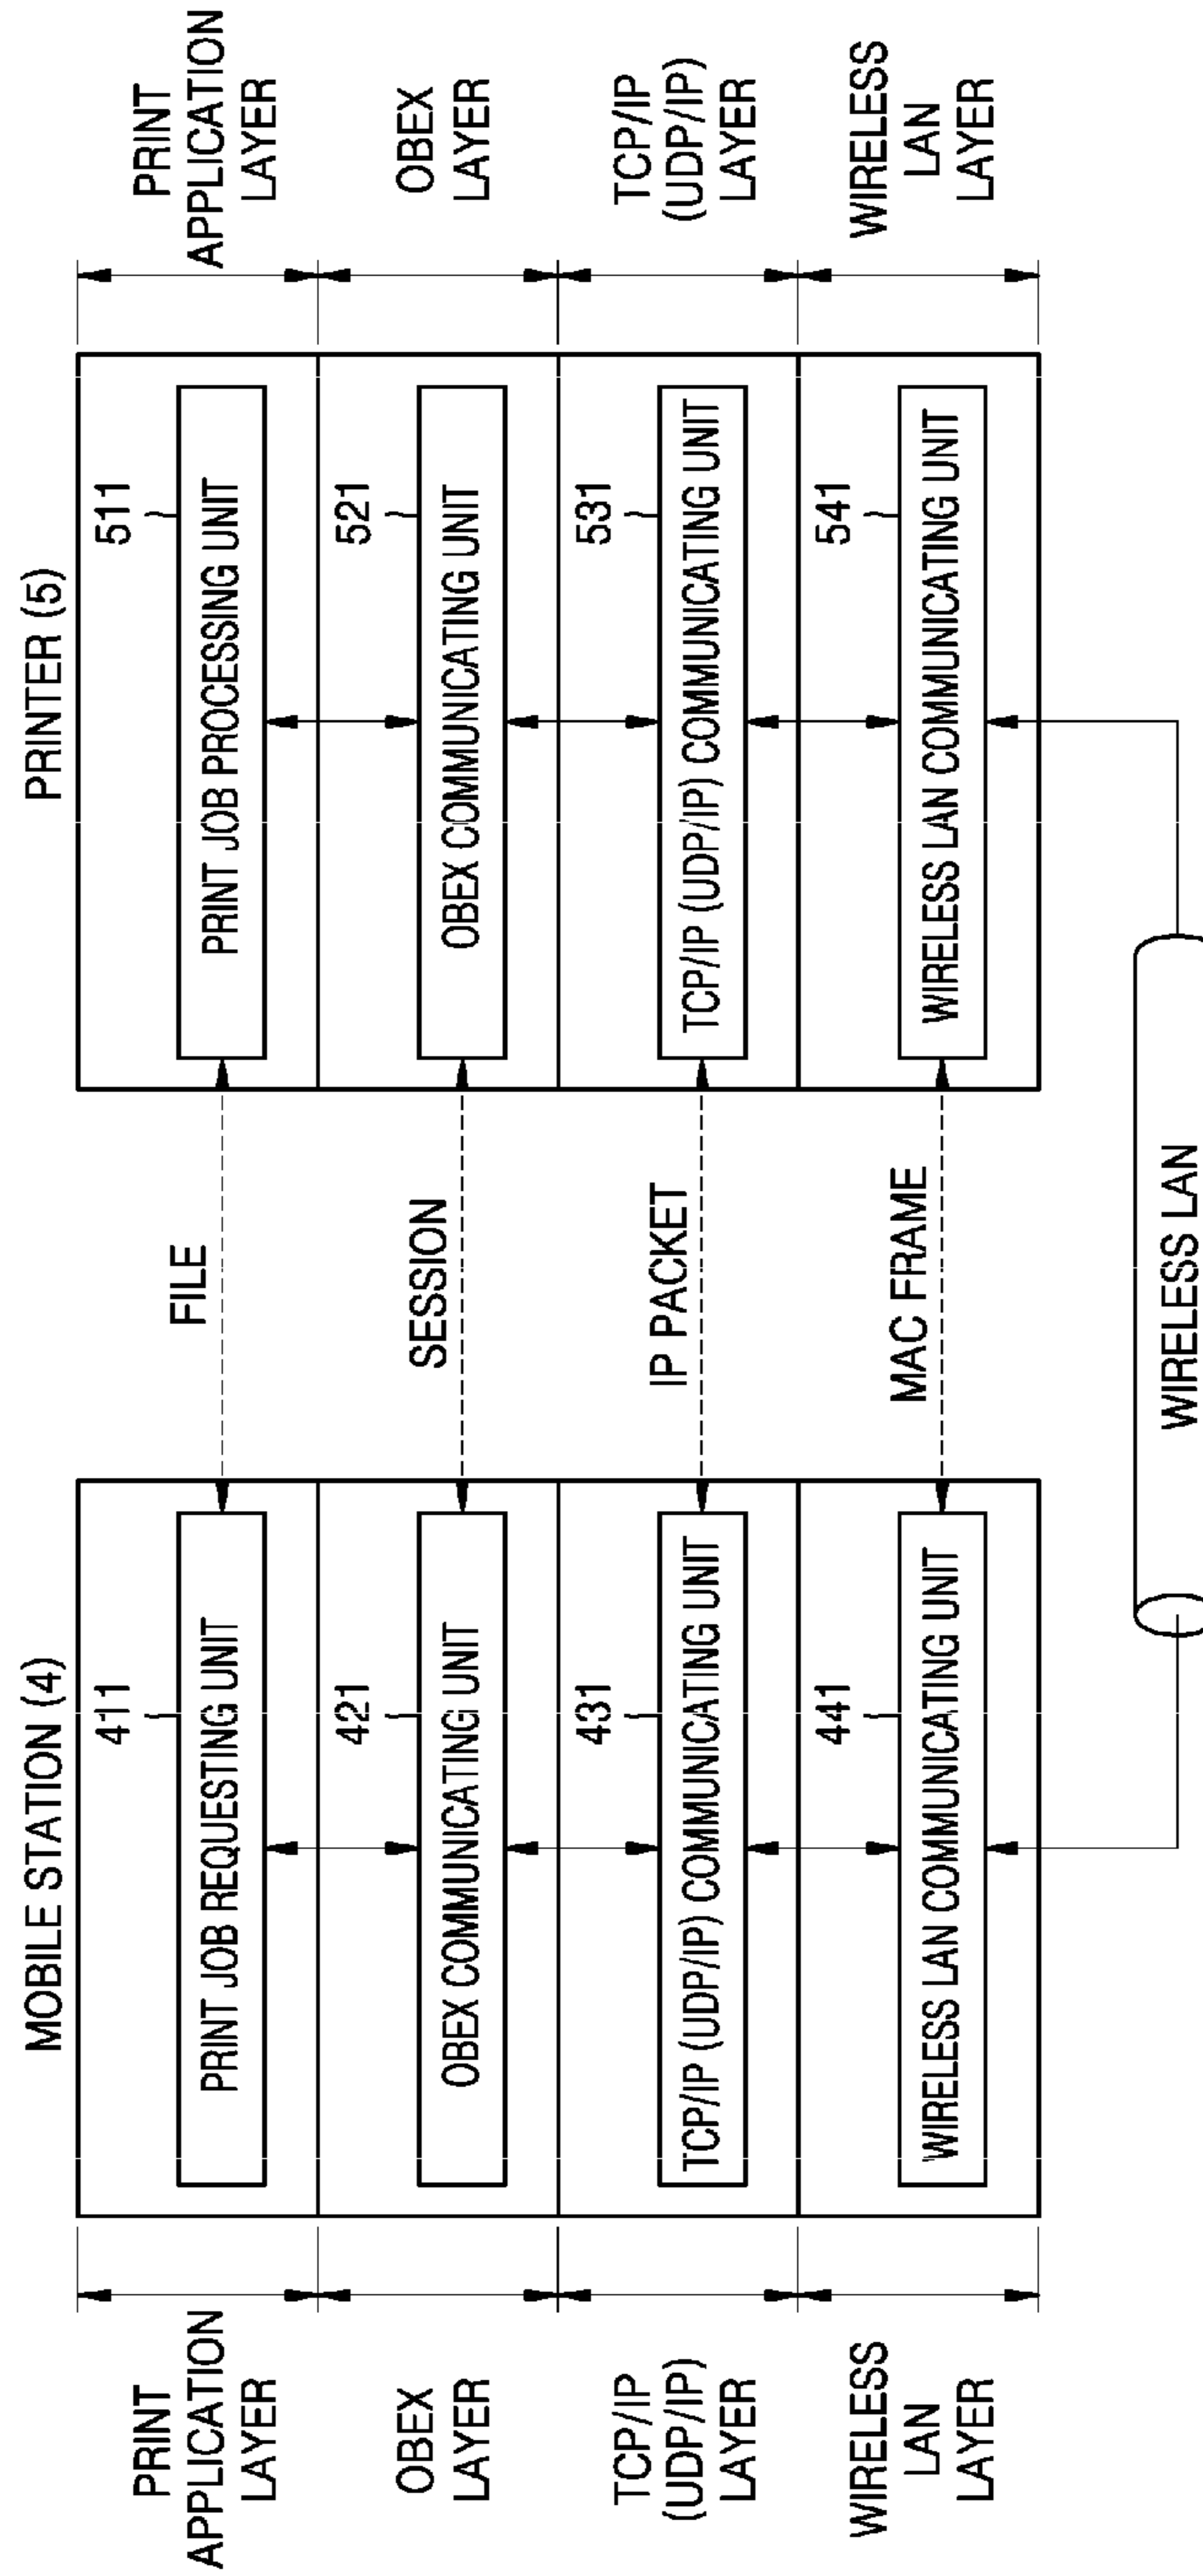 MOBILE STATION (4)
PRINTER (5)
PRINT
APPLICATION
LAYER
411
PRINT JOB REQUESTING UNIT
FILE
511
PRINT JOB PROCESSING UNIT
PRINT
APPLICATION
LAYER
OBEX
LAYER
421
OBEX COMMUNICATING UNIT
SESSION
521
OBEX COMMUNICATING UNIT
OBEX
LAYER
TCP/IP
(UDP/IP)
LAYER
431
TCP/IP (UDP/IP) COMMUNICATING UNIT
IP PACKET
531
TCP/IP (UDP/IP) COMMUNICATING UNIT
TCP/IP
(UDP/IP)
LAYER
WIRELESS
LAN
LAYER
441
WIRELESS LAN COMMUNICATING UNIT
MAC FRAME
541
WIRELESS LAN COMMUNICATING UNIT
WIRELESS
LAN
LAYER
WIRELESS LAN